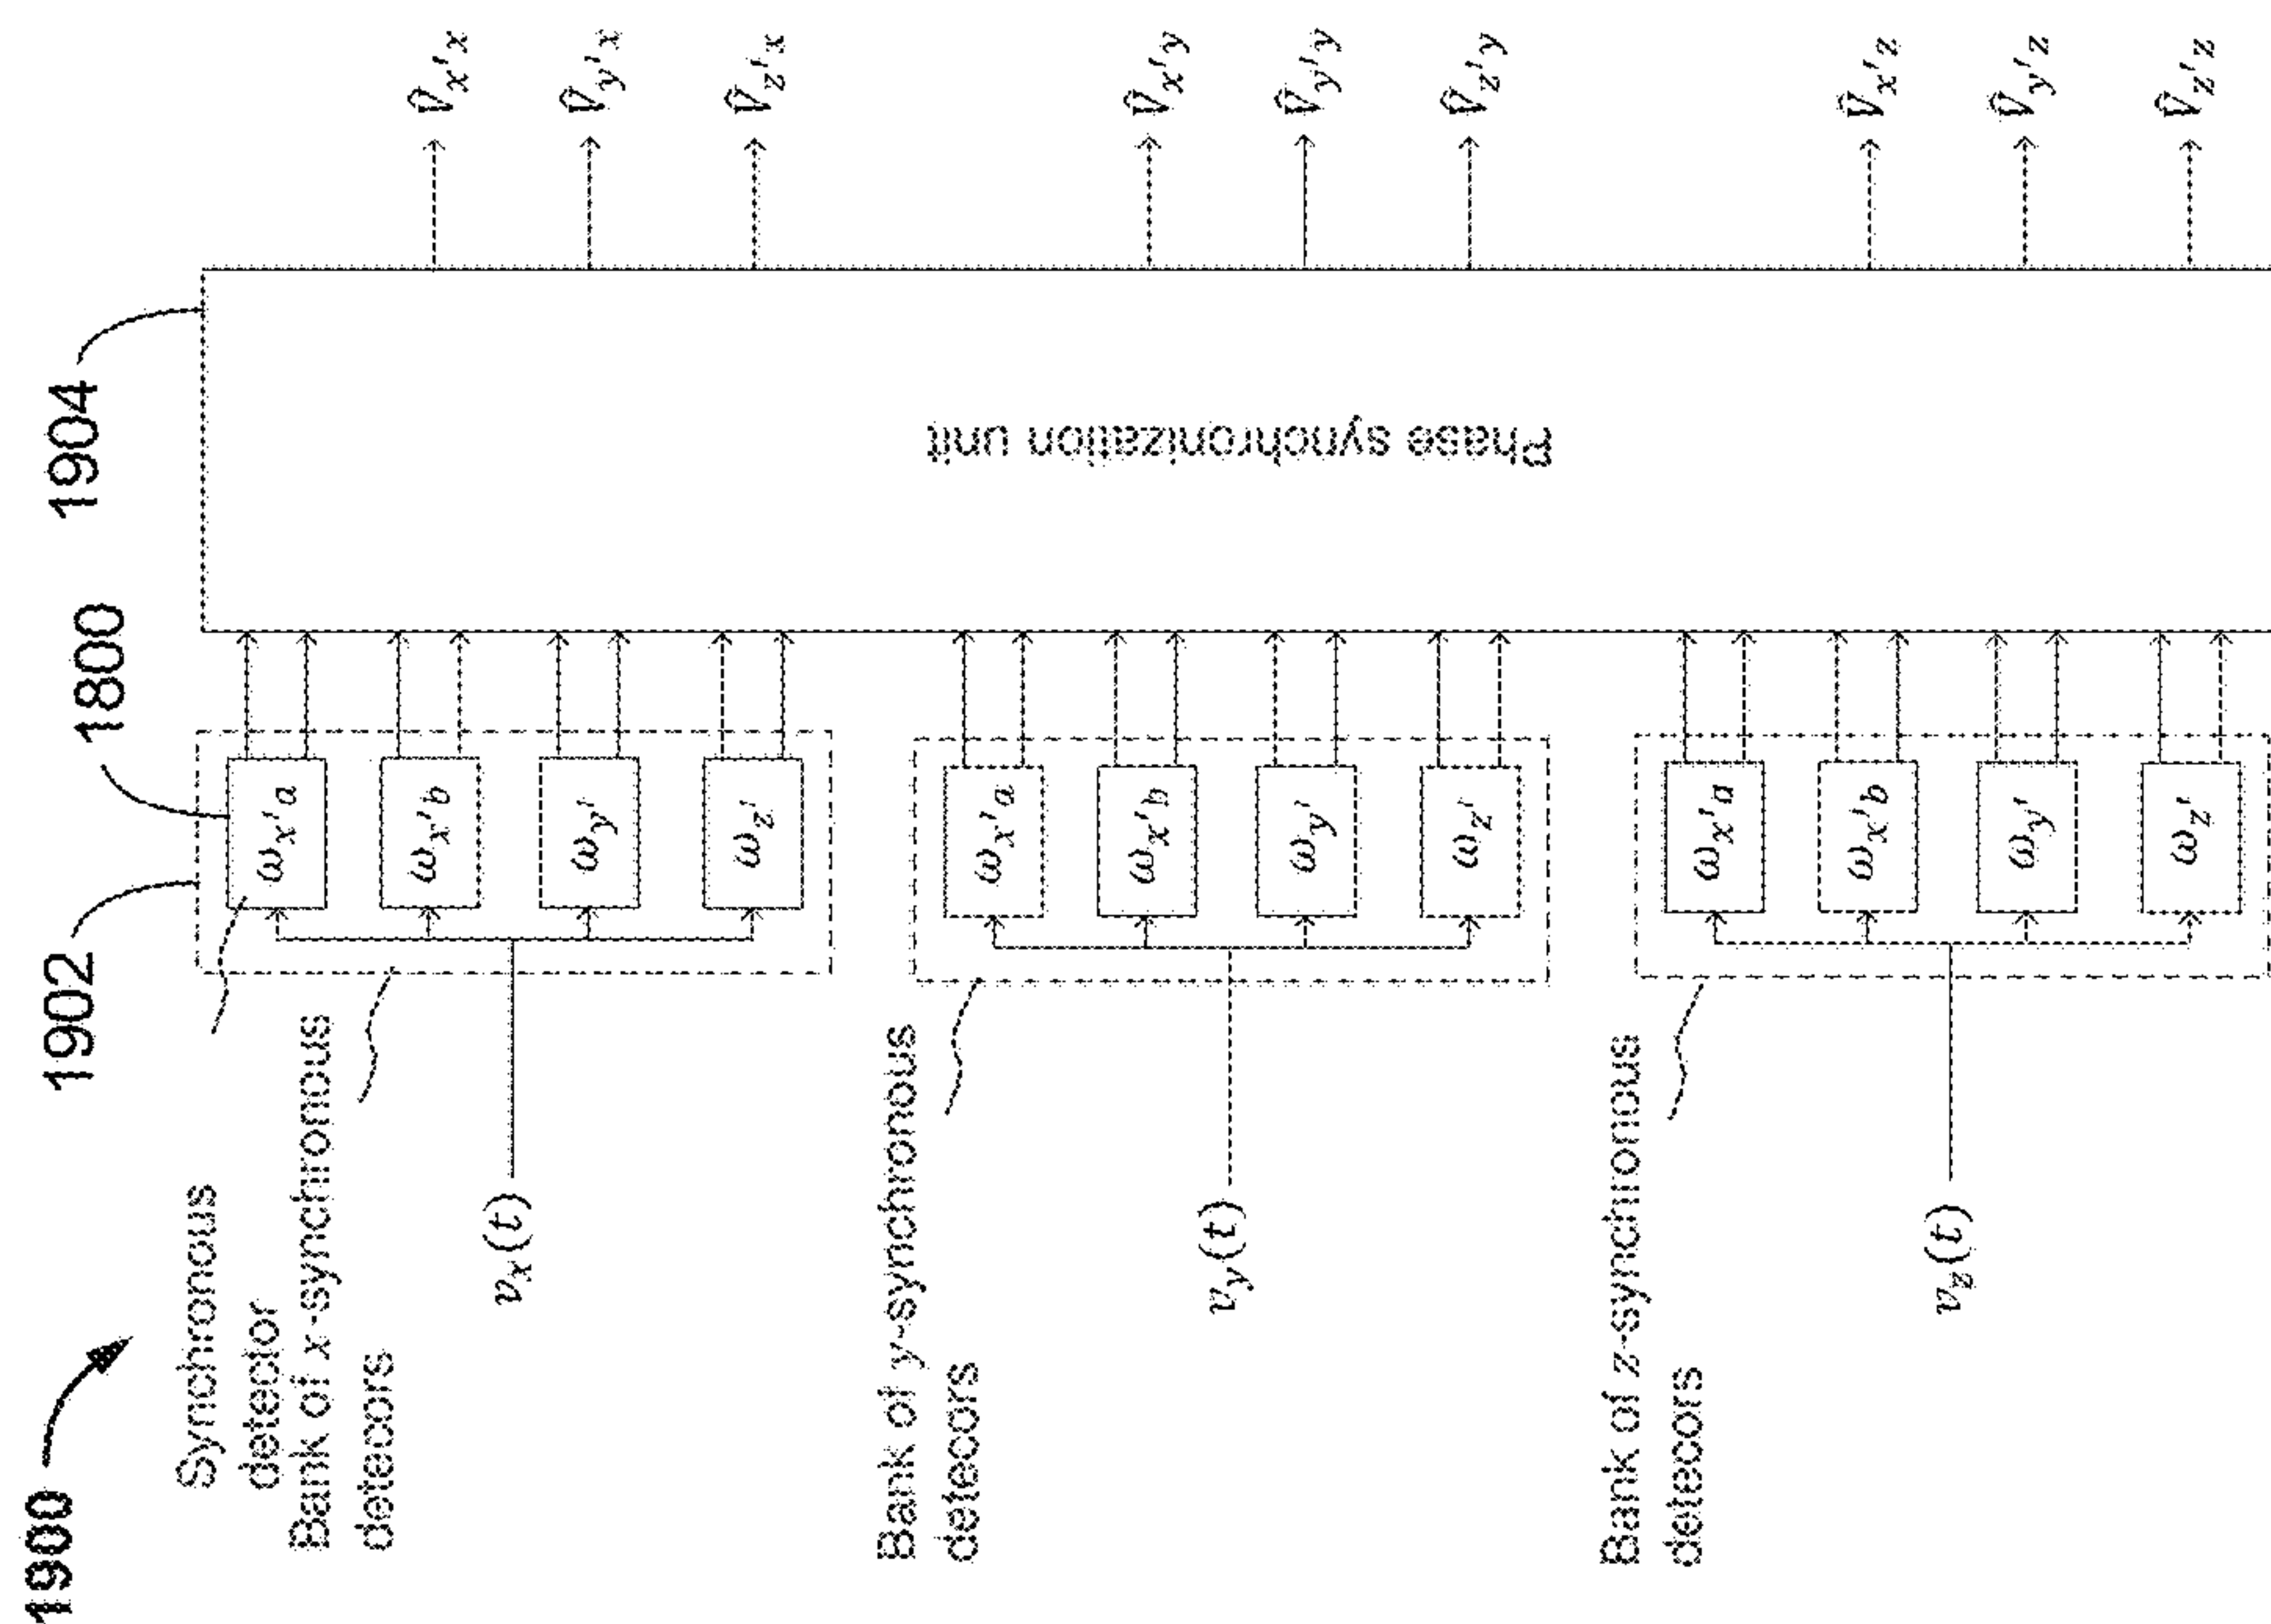 1900
1902
1800
1904
Synchronous
detector
Bank of x-synchronous
detecors
v_x(t)
ω_x'a
ω_x'b
ω_y'
ω_z'
Bank of y-synchronous
detecors
v_y(t)
ω_x'a
ω_x'b
ω_y'
ω_z'
Bank of z-synchronous
detecors
v_z(t)
ω_x'a
ω_x'b
ω_y'
ω_z'
Phase synchronization unit
V̂_x'x
V̂_y'x
V̂_z'x
V̂_x'y
V̂_y'y
V̂_z'y
V̂_x'z
V̂_y'z
V̂_z'z